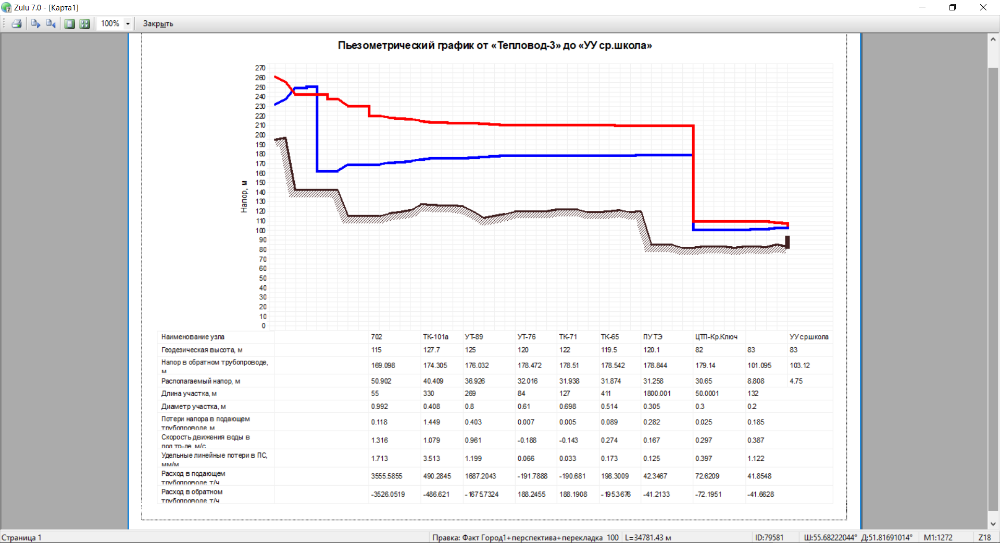 Zulu 7.0 - [Карта1]
100% Закрыть
Пьезометрический график от «Тепловод-3» до «УУ ср.школа»
270
260
250
240
230
220
210
200
190
180
170
160
150
140
130
120
110
100
90
80
70
60
50
40
30
20
10
0
Напор, м
Наименование узла 702 ТК-101а УТ-89 УТ-76 ТК-71 ТК-65 ПУ ТЭ ЦТП-Кр.Ключ УУ ср.школа
Геодезическая высота, м 115 127.7 125 120 122 119.5 120.1 82 83 83
Напор в обратном трубопроводе, м 169.098 174.305 176.032 178.472 178.51 178.542 178.844 179.14 101.095 103.12
Располагаемый напор, м 50.902 40.409 36.926 32.016 31.938 31.874 31.258 30.65 8.808 4.75
Длина участка, м 55 330 269 84 127 411 1800.001 50.0001 132
Диаметр участка, м 0.992 0.408 0.8 0.61 0.698 0.514 0.305 0.3 0.2
Потери напора в подающем трубопроводе, м 0.118 1.449 0.403 0.007 0.005 0.089 0.282 0.025 0.185
Скорость движения воды в под.тр-де, м/с 1.316 1.079 0.961 -0.188 -0.143 0.274 0.167 0.297 0.387
Удельные линейные потери в ПС, мм/м 1.713 3.513 1.199 0.066 0.033 0.173 0.125 0.397 1.122
Расход в подающем трубопроводе, т/ч 3555.5855 490.2845 1687.2043 -191.7888 -190.681 198.3009 42.3467 72.6209 41.8548
Расход в обратном трубопроводе, т/ч -3526.0519 -486.621 -1675.7324 188.2455 188.1908 -195.3676 -41.2133 -72.1951 -41.6628
Страница 1 Правка: Факт Город1+перспектива+перекладка 100 L=34781.43 м ID:79581 Ш:55.68222044° Д:51.81691014° М1:1272 Z18